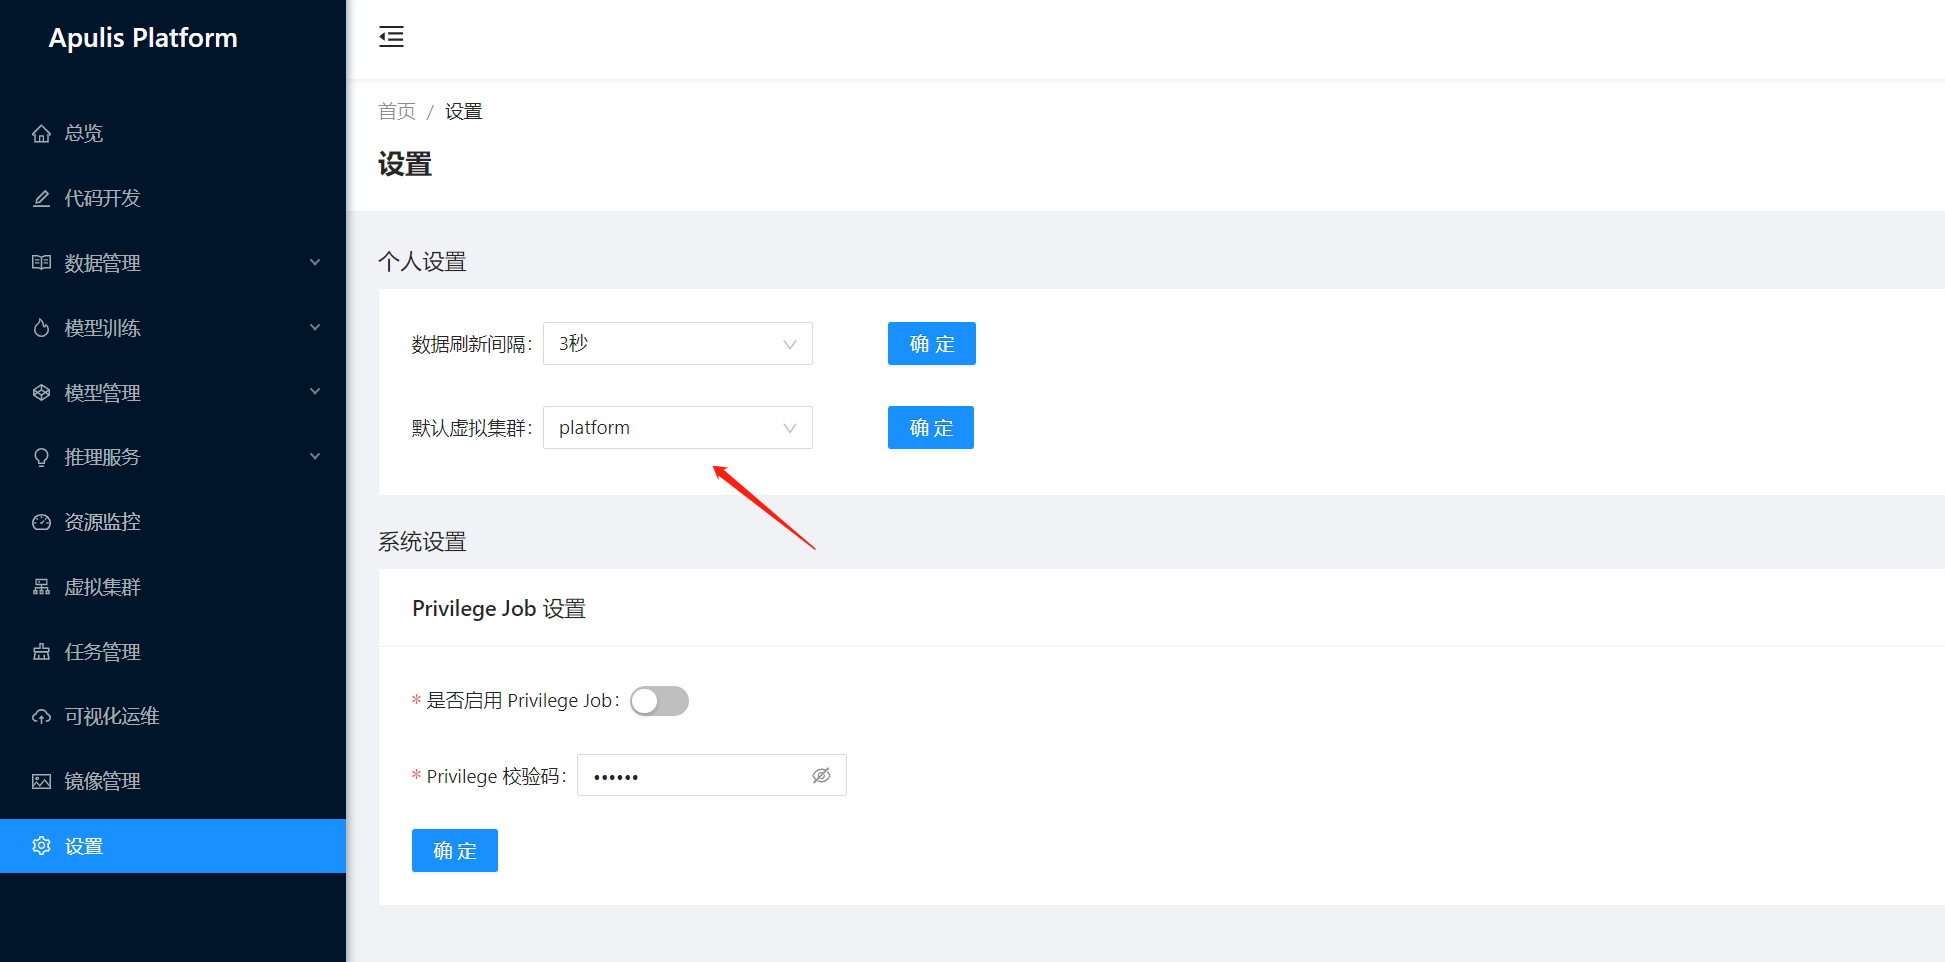 Apulis Platform
总览
代码开发
数据管理
模型训练
模型管理
推理服务
资源监控
虚拟集群
任务管理
可视化运维
镜像管理
设置
首页 / 设置
设置
个人设置
数据刷新间隔： 3秒 确 定
默认虚拟集群： platform 确 定
系统设置
Privilege Job 设置
* 是否启用 Privilege Job：
* Privilege 校验码： ••••••
确 定